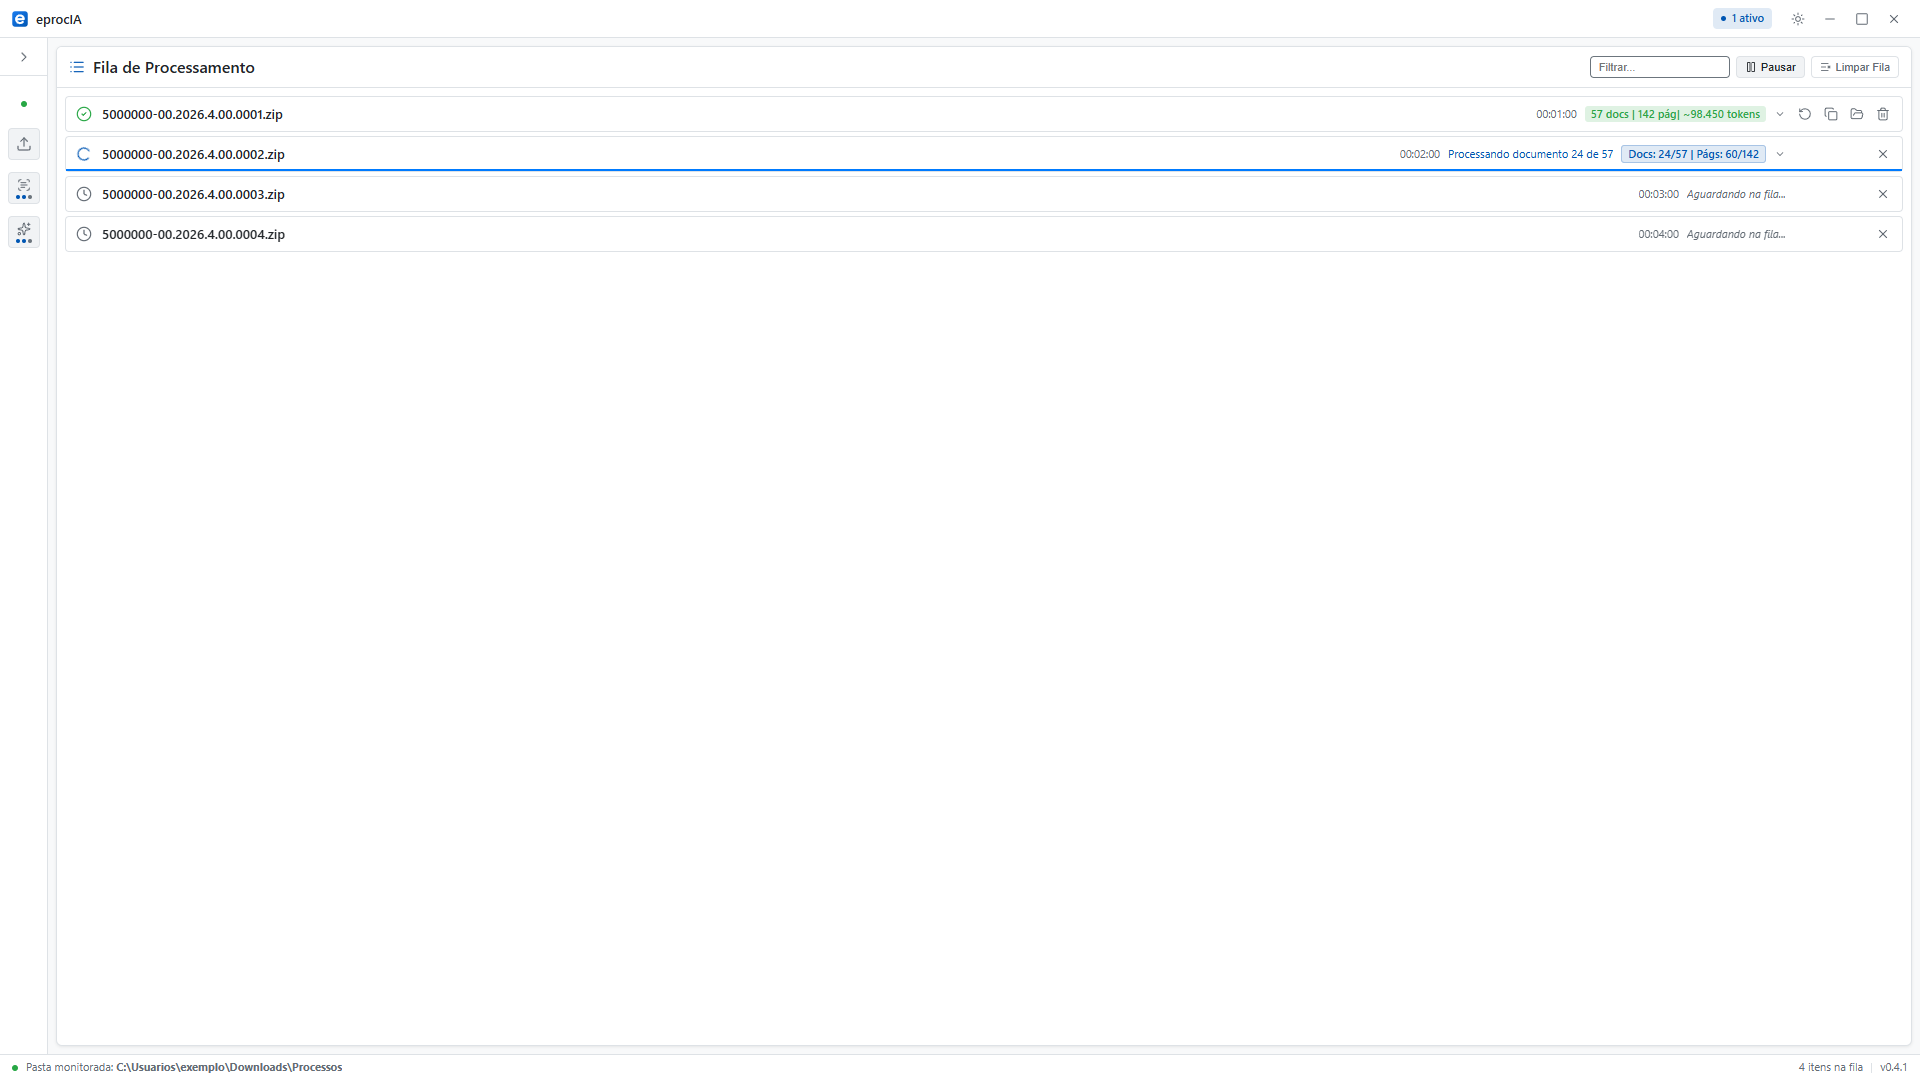 eprocIA
1 ativo
Fila de Processamento
Filtrar...
Pausar
Limpar Fila
5000000-00.2026.4.00.0001.zip 00:01:00 57 docs | 142 pág| ~98.450 tokens
5000000-00.2026.4.00.0002.zip 00:02:00 Processando documento 24 de 57 Docs: 24/57 | Págs: 60/142
5000000-00.2026.4.00.0003.zip 00:03:00 Aguardando na fila...
5000000-00.2026.4.00.0004.zip 00:04:00 Aguardando na fila...
Pasta monitorada: C:\Usuarios\exemplo\Downloads\Processos
4 itens na fila
v0.4.1